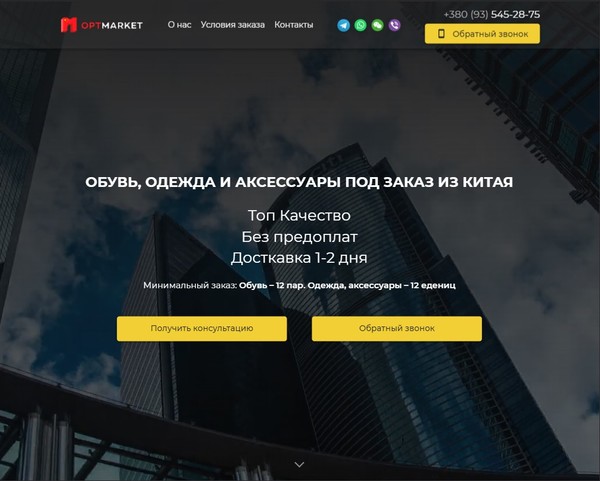 OPTMARKET
О нас
Условия заказа
Контакты
+380 (93) 545-28-75
Обратный звонок
ОБУВЬ, ОДЕЖДА И АКСЕССУАРЫ ПОД ЗАКАЗ ИЗ КИТАЯ
Топ Качество
Без предоплат
Досткавка 1-2 дня
Минимальный заказ: Обувь – 12 пар. Одежда, аксессуары – 12 едениц
Получить консультацию
Обратный звонок